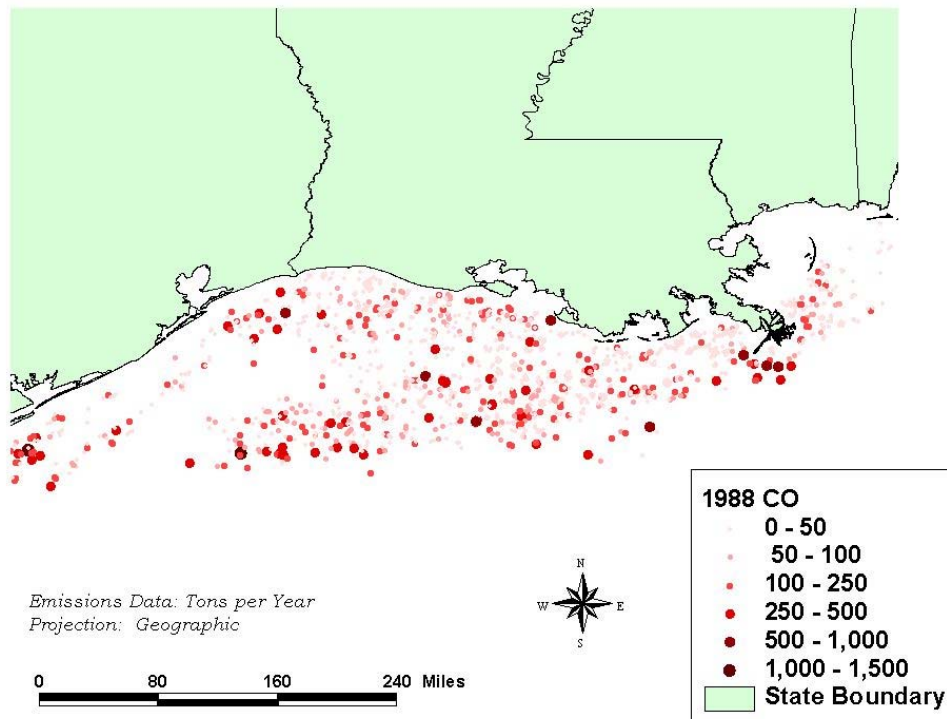 1988 CO
0 - 50
50 - 100
100 - 250
250 - 500
500 - 1,000
1,000 - 1,500
State Boundary
N
W E
S
Emissions Data: Tons per Year
Projection: Geographic
0 80 160 240 Miles